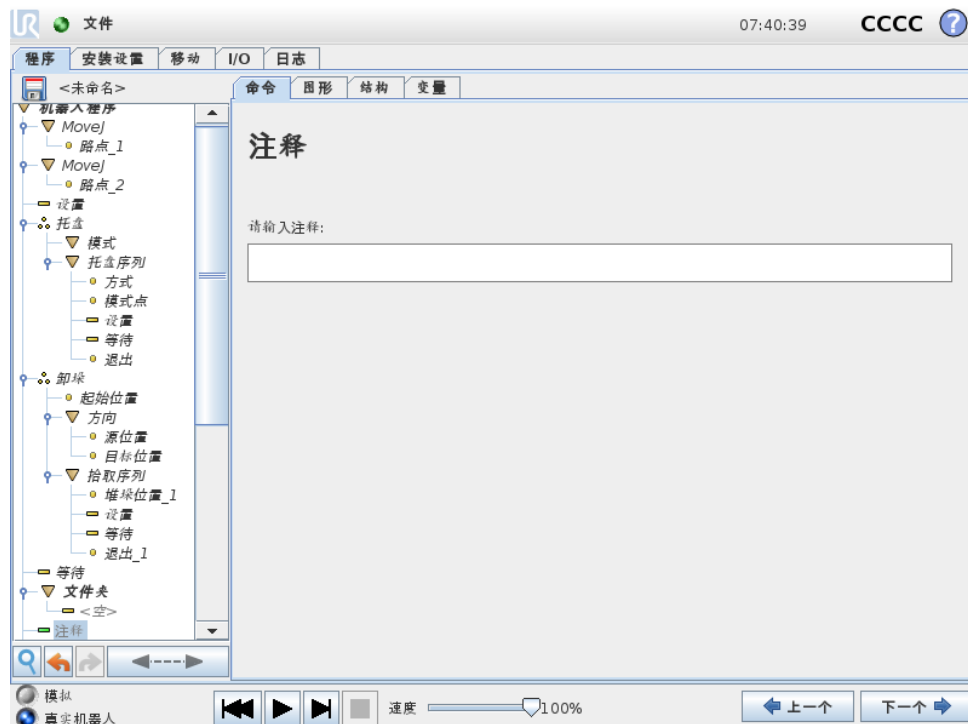 UR 文件 07:40:39 CCCC ?
程序 安装设置 移动 I/O 日志
<未命名> 命令 图形 结构 变量
机器人程序
MoveJ
路点_1
MoveJ
路点_2
设置
托盘
模式
托盘序列
方式
模式点
设置
等待
退出
卸垛
起始位置
方向
源位置
目标位置
拾取序列
堆垛位置_1
设置
等待
退出_1
等待
文件夹
<空>
注释
注释
请输入注释:
模拟
真实机器人
速度 100%
上一个 下一个